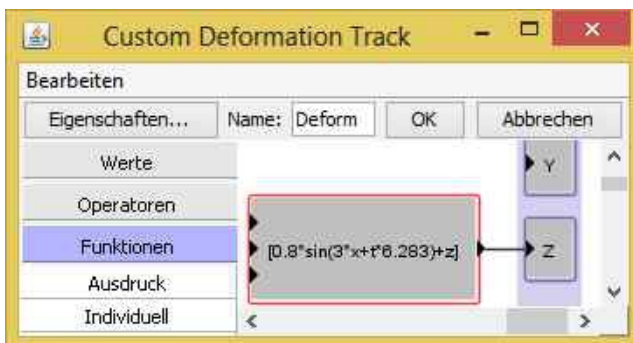 Custom Deformation Track
Bearbeiten
Eigenschaften... Name: Deform OK Abbrechen
Werte
Operatoren
Funktionen
Ausdruck
Individuell
Y
[0.8*sin(3*x+t*6.283)+z]
Z